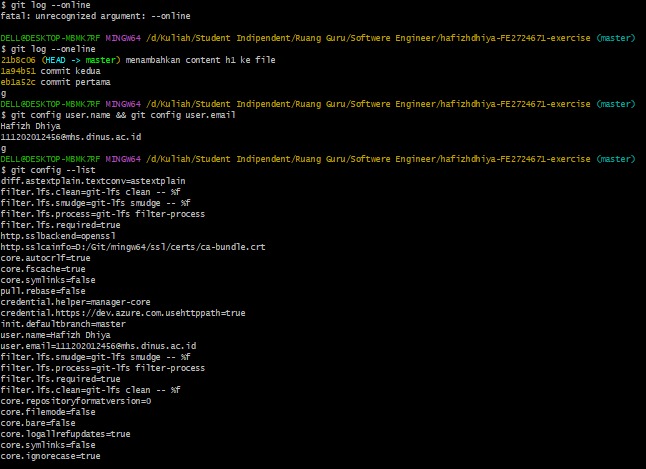 $ git log --online
fatal: unrecognized argument: --online
DELL@DESKTOP-MBMK7RF MINGW64 /d/Kuliah/Student Indipendent/Ruang Guru/Softwere Engineer/hafizhdhiya-FE2724671-exercise (master)
$ git log --oneline
21b8c06 (HEAD -> master) menambahkan content h1 ke file
1a94b51 commit kedua
eb1a52c commit pertama
g
DELL@DESKTOP-MBMK7RF MINGW64 /d/Kuliah/Student Indipendent/Ruang Guru/Softwere Engineer/hafizhdhiya-FE2724671-exercise (master)
$ git config user.name && git config user.email
Hafizh Dhiya
111202012456@mhs.dinus.ac.id
g
DELL@DESKTOP-MBMK7RF MINGW64 /d/Kuliah/Student Indipendent/Ruang Guru/Softwere Engineer/hafizhdhiya-FE2724671-exercise (master)
$ git config --list
diff.astextplain.textconv=astextplain
filter.lfs.clean=git-lfs clean -- %f
filter.lfs.smudge=git-lfs smudge -- %f
filter.lfs.process=git-lfs filter-process
filter.lfs.required=true
http.sslbackend=openssl
http.sslcainfo=D:/Git/mingw64/ssl/certs/ca-bundle.crt
core.autocrlf=true
core.fscache=true
core.symlinks=false
pull.rebase=false
credential.helper=manager-core
credential.https://dev.azure.com.usehttppath=true
init.defaultbranch=master
user.name=Hafizh Dhiya
user.email=111202012456@mhs.dinus.ac.id
filter.lfs.smudge=git-lfs smudge -- %f
filter.lfs.process=git-lfs filter-process
filter.lfs.required=true
filter.lfs.clean=git-lfs clean -- %f
core.repositoryformatversion=0
core.filemode=false
core.bare=false
core.logallrefupdates=true
core.symlinks=false
core.ignorecase=true